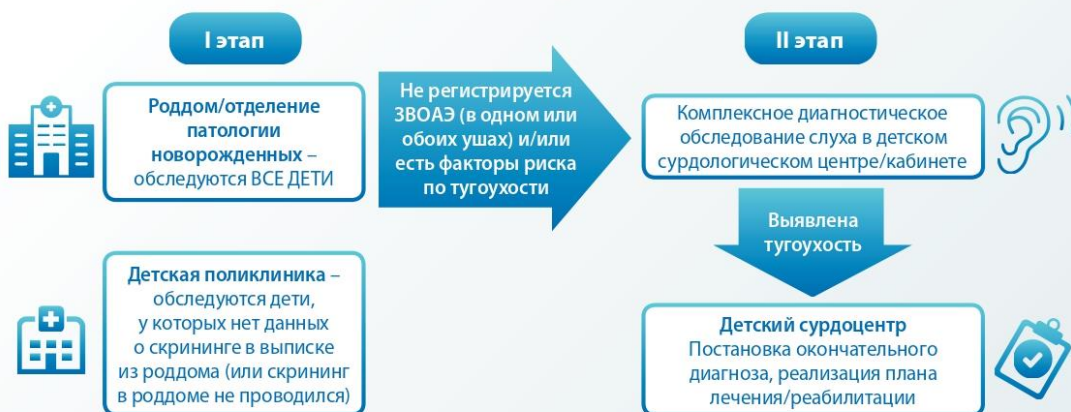 I этап
Роддом/отделение
патологии
новорожденных –
обследуются ВСЕ ДЕТИ
Детская поликлиника –
обследуются дети,
у которых нет данных
о скрининге в выписке
из роддома (или скрининг
в роддоме не проводился)
Не регистрируется
ЗВОАЭ (в одном или
обоих ушах) и/или
есть факторы риска
по тугоухости
II этап
Комплексное диагностическое
обследование слуха в детском
сурдологическом центре/кабинете
Выявлена
тугоухость
Детский сурдоцентр
Постановка окончательного
диагноза, реализация плана
лечения/реабилитации